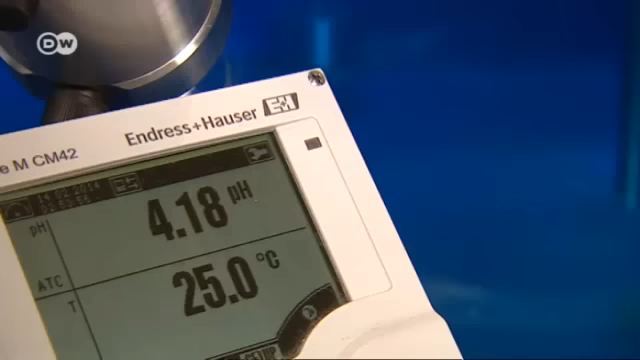 DW
Endress+Hauser E+H
e M CM42
pH
4.18 pH
ATC
T
25.0 °C